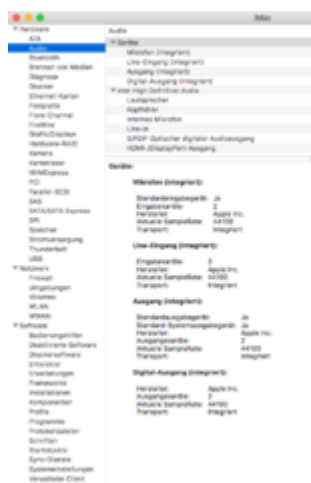 iMac
Hardware
ATA
Audio
Bluetooth
Brennen von Medien
Diagnose
Drucker
Ethernet-Karten
Festplatte
Fibre-Channel
FireWire
Grafik/Displays
Hardware-RAID
Kamera
Kartenleser
NVMExpress
PCI
Parallel-SCSI
SAS
SATA/SATA Express
SPI
Speicher
Stromversorgung
Thunderbolt
USB
Netzwerk
Firewall
Umgebungen
Volumes
WLAN
WWAN
Software
Bedienungshilfen
Deaktivierte Software
Druckersoftware
Entwickler
Erweiterungen
Frameworks
Installationen
Komponenten
Profile
Programme
Protokolldateien
Schriften
Startobjekte
Sync-Dienste
Systemeinstellungen
Verwalteter Client
Audio
Geräte
Mikrofon (integriert)
Line-Eingang (integriert)
Ausgang (integriert)
Digital-Ausgang (integriert)
Intel High Definition Audio
Lautsprecher
Kopfhörer
Internes Mikrofon
Line-In
S/PDIF Optischer digitaler Audioausgang
HDMI-/DisplayPort-Ausgang
Geräte:
Mikrofon (integriert):
Standardeingabegerät: Ja
Eingabekanäle: 2
Hersteller: Apple Inc.
Aktuelle SampleRate: 44100
Transport: Integriert
Line-Eingang (integriert):
Eingabekanäle: 2
Hersteller: Apple Inc.
Aktuelle SampleRate: 44100
Transport: Integriert
Ausgang (integriert):
Standardausgabegerät: Ja
Standard-Systemausgabegerät: Ja
Hersteller: Apple Inc.
Ausgangskanäle: 2
Aktuelle SampleRate: 44100
Transport: Integriert
Digital-Ausgang (integriert):
Hersteller: Apple Inc.
Ausgangskanäle: 2
Aktuelle SampleRate: 44100
Transport: Integriert